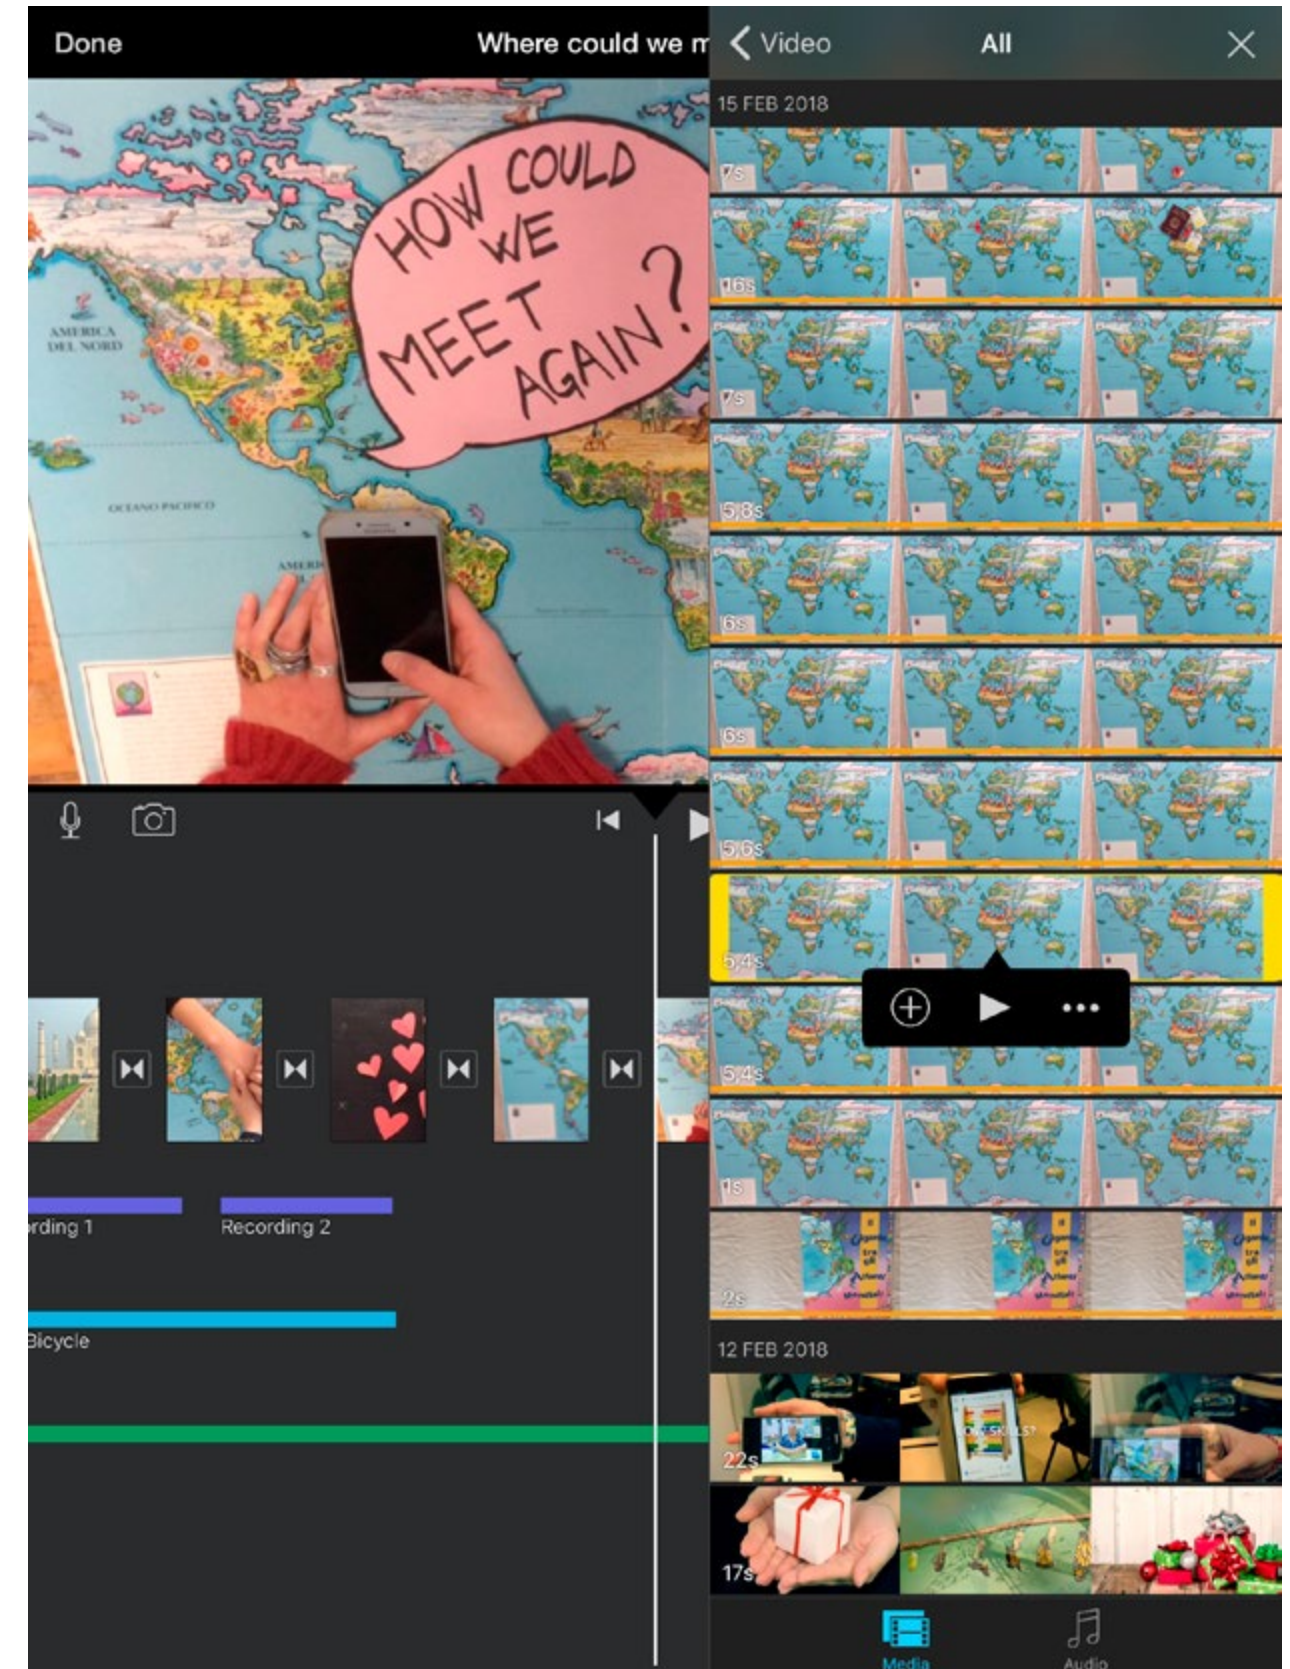 Done
Where could we m
Video
All
15 FEB 2018
HOW COULD
WE
MEET
AGAIN?
AMERICA
DEL NORD
OCEANO PACIFICO
7s
16s
7s
5,8s
6s
6s
5,6s
5,4s
5,4s
1s
2s
rding 1
Recording 2
Bicycle
12 FEB 2018
22s
17s
Media
Audio